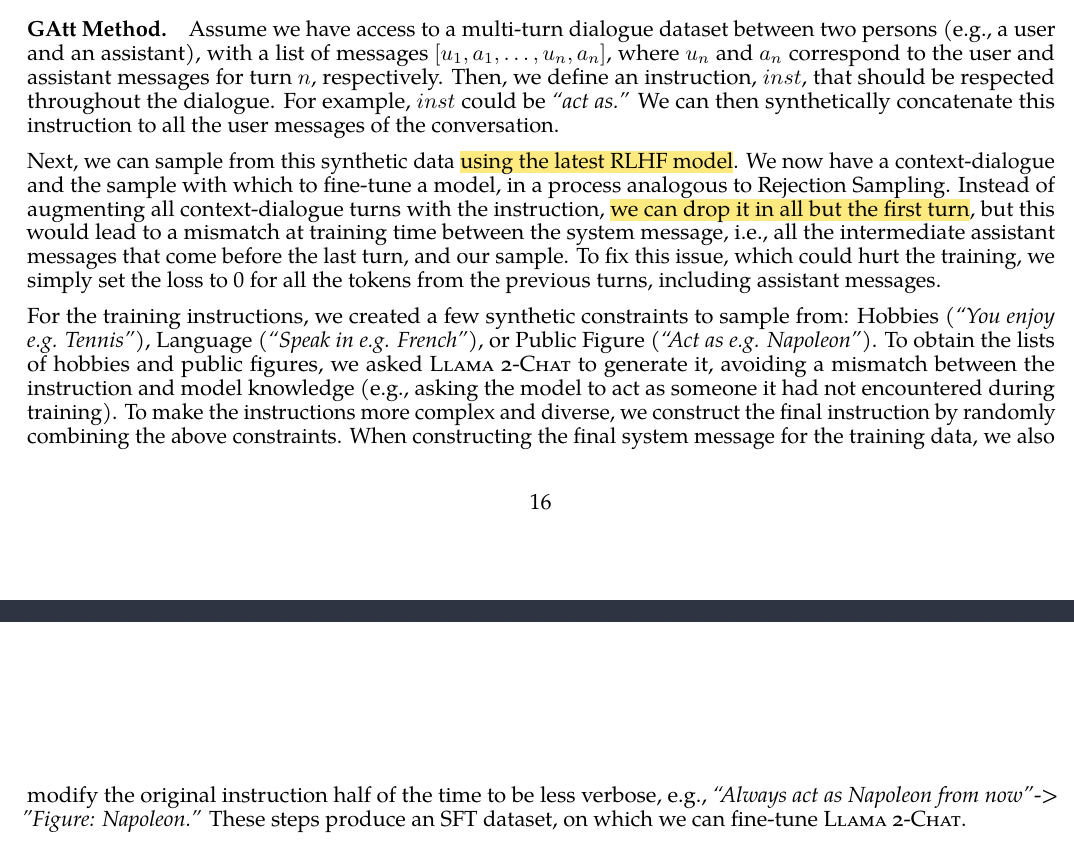 GAtt Method. Assume we have access to a multi-turn dialogue dataset between two persons (e.g., a user
and an assistant), with a list of messages [u₁, a₁, . . . , uₙ, aₙ], where uₙ and aₙ correspond to the user and
assistant messages for turn n, respectively. Then, we define an instruction, inst, that should be respected
throughout the dialogue. For example, inst could be “act as.” We can then synthetically concatenate this
instruction to all the user messages of the conversation.
Next, we can sample from this synthetic data using the latest RLHF model. We now have a context-dialogue
and the sample with which to fine-tune a model, in a process analogous to Rejection Sampling. Instead of
augmenting all context-dialogue turns with the instruction, we can drop it in all but the first turn, but this
would lead to a mismatch at training time between the system message, i.e., all the intermediate assistant
messages that come before the last turn, and our sample. To fix this issue, which could hurt the training, we
simply set the loss to 0 for all the tokens from the previous turns, including assistant messages.
For the training instructions, we created a few synthetic constraints to sample from: Hobbies (“You enjoy
e.g. Tennis”), Language (“Speak in e.g. French”), or Public Figure (“Act as e.g. Napoleon”). To obtain the lists
of hobbies and public figures, we asked Llama 2-Chat to generate it, avoiding a mismatch between the
instruction and model knowledge (e.g., asking the model to act as someone it had not encountered during
training). To make the instructions more complex and diverse, we construct the final instruction by randomly
combining the above constraints. When constructing the final system message for the training data, we also
16
modify the original instruction half of the time to be less verbose, e.g., “Always act as Napoleon from now”->
”Figure: Napoleon.” These steps produce an SFT dataset, on which we can fine-tune Llama 2-Chat.